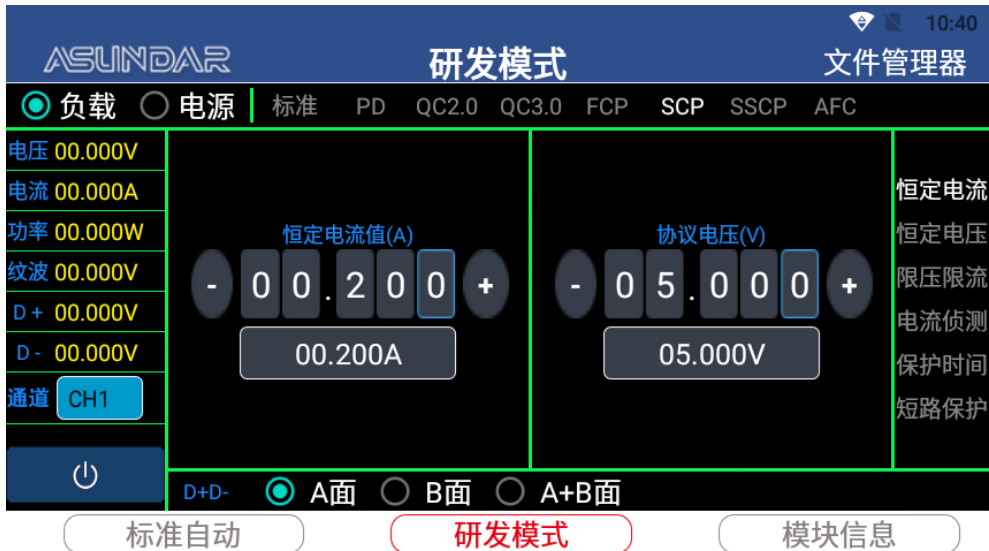 10:40
ASUNDAR 研发模式 文件管理器
负载 电源 标准 PD QC2.0 QC3.0 FCP SCP SSCP AFC
电压 00.000V
电流 00.000A
功率 00.000W
纹波 00.000V
D+ 00.000V
D- 00.000V
通道 CH1
恒定电流值(A)
- 0 0 . 2 0 0 +
00.200A
协议电压(V)
- 0 5 . 0 0 0 +
05.000V
恒定电流
恒定电压
限压限流
电流侦测
保护时间
短路保护
D+D- A面 B面 A+B面
标准自动 研发模式 模块信息